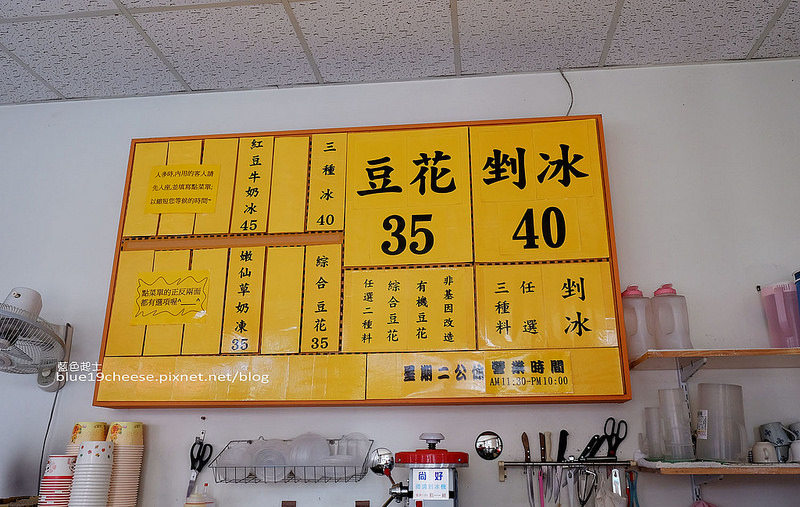 豆花
35
剉冰
40
三種冰
40
紅豆牛奶冰
45
人多時,內用的客人請
先入座,並填寫點菜單;
以縮短您等候的時間~
點菜單的正反兩面
都有選項喔^___^
嫩仙草奶凍
35
綜合豆花
35
非基因改造
有機豆花
綜合豆花
任選二種料
剉冰
任選
三種料
星期二公休 營業時間
AM11:30~PM10:00
尚好
藍色起士
blue19cheese.pixnet.net/blog